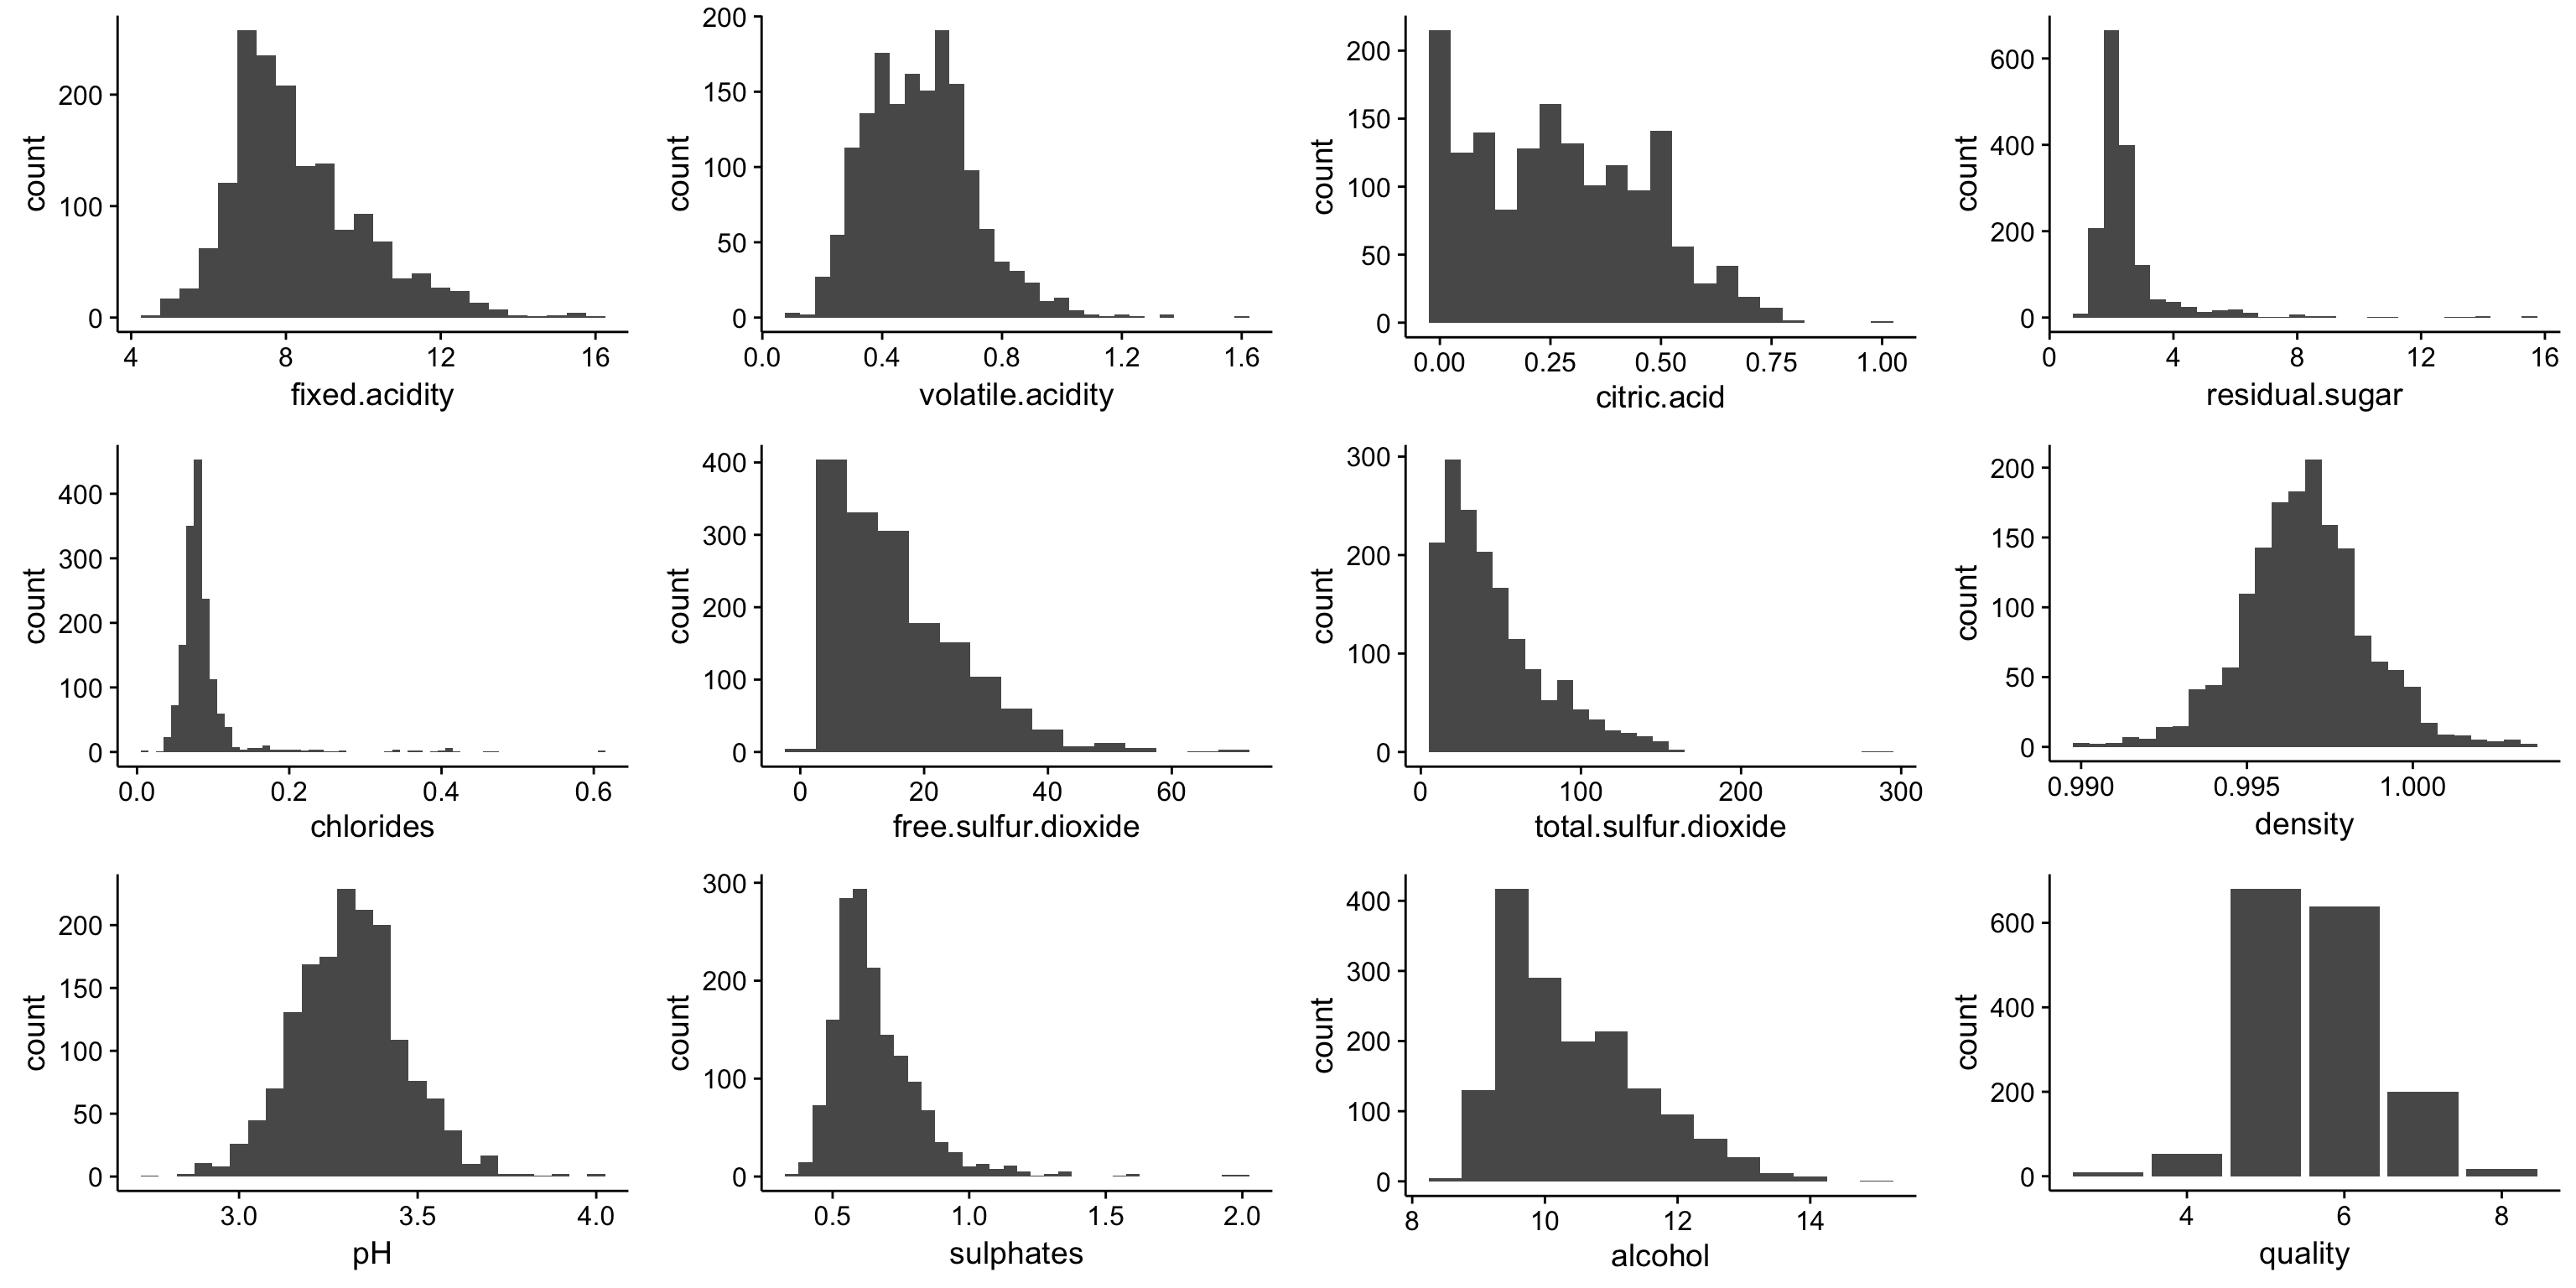 200
100
0
count
4 8 12 16
fixed.acidity
200
150
100
50
0
count
0.0 0.4 0.8 1.2 1.6
volatile.acidity
200
150
100
50
0
count
0.00 0.25 0.50 0.75 1.00
citric.acid
600
400
200
0
count
0 4 8 12 16
residual.sugar
400
300
200
100
0
count
0.0 0.2 0.4 0.6
chlorides
400
300
200
100
0
count
0 20 40 60
free.sulfur.dioxide
300
200
100
0
count
0 100 200 300
total.sulfur.dioxide
200
150
100
50
0
count
0.990 0.995 1.000
density
200
150
100
50
0
count
3.0 3.5 4.0
pH
300
200
100
0
count
0.5 1.0 1.5 2.0
sulphates
400
300
200
100
0
count
8 10 12 14
alcohol
600
400
200
0
count
4 6 8
quality